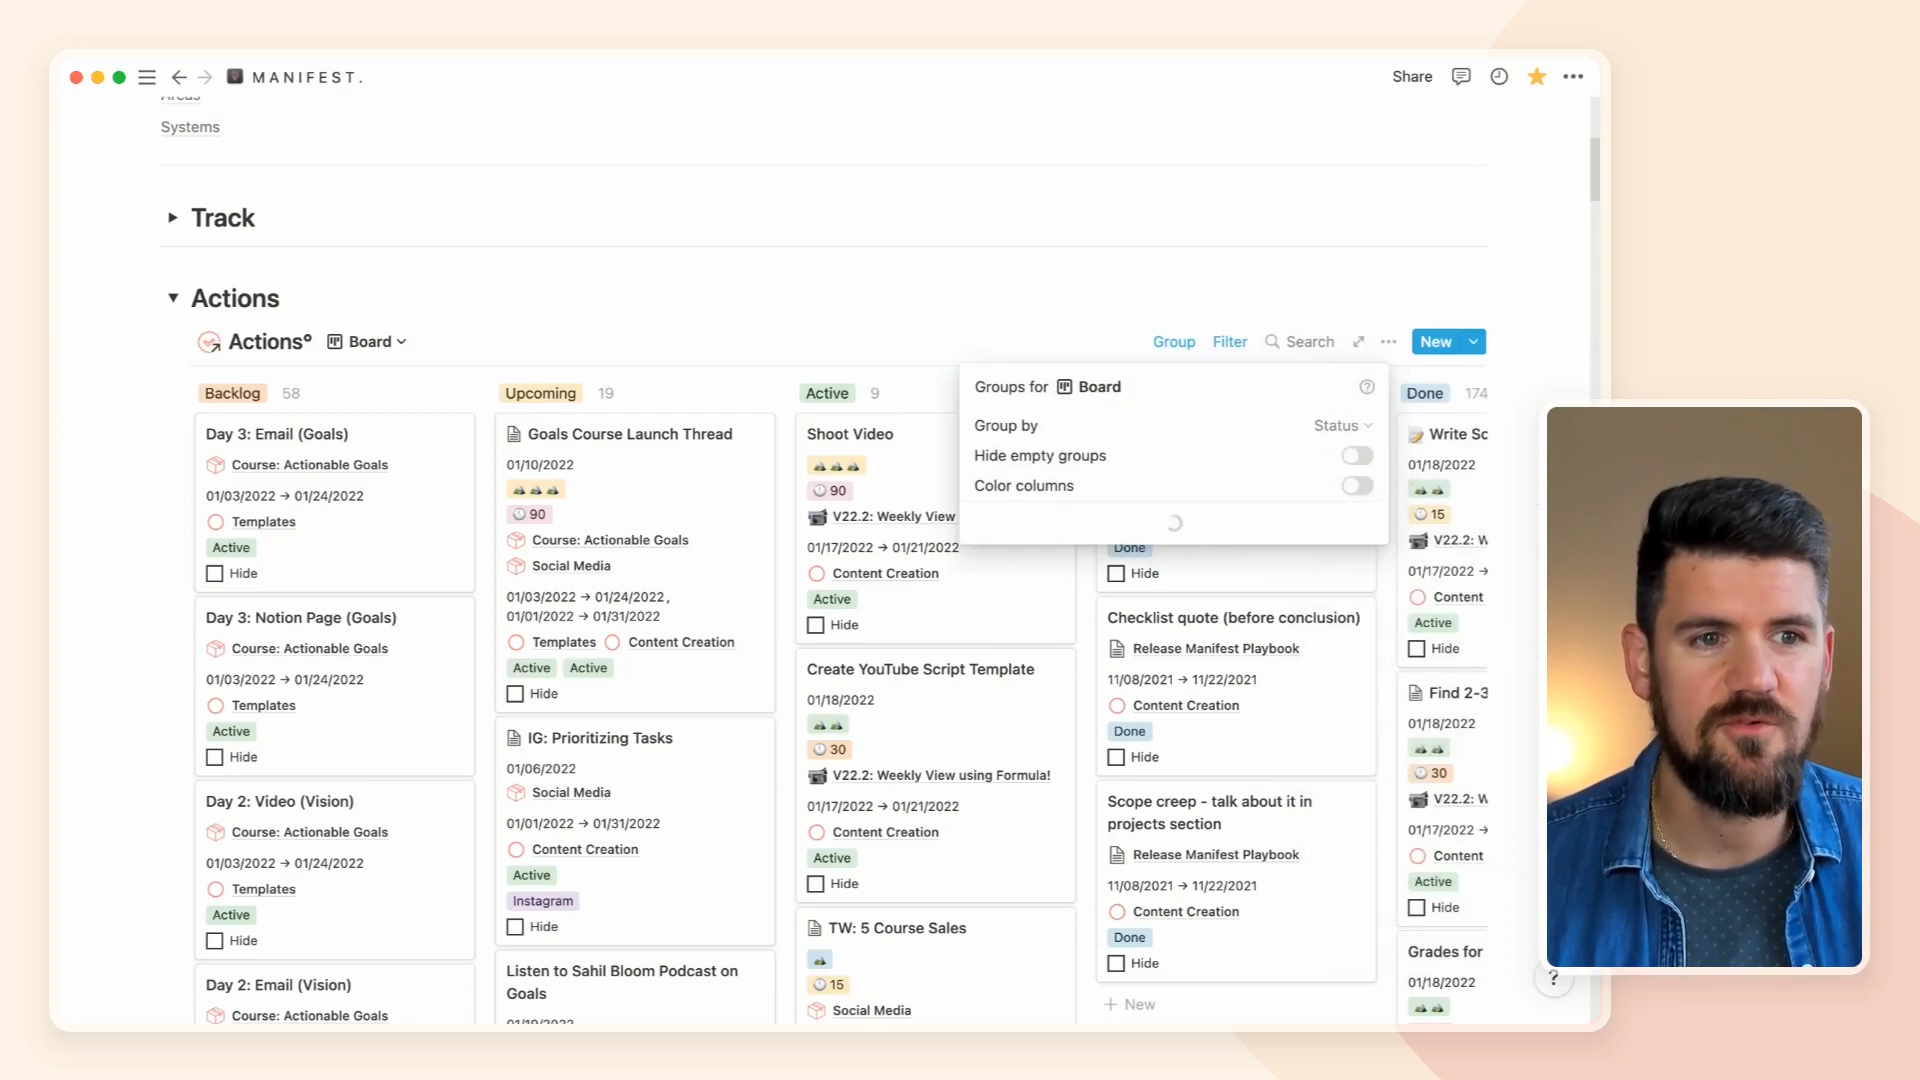 MANIFEST.
Share
Areas
Systems
Track
Actions
Actions° Board
Group Filter Search New
Backlog 58
Day 3: Email (Goals)
Course: Actionable Goals
01/03/2022 → 01/24/2022
Templates
Active
Hide
Day 3: Notion Page (Goals)
Course: Actionable Goals
01/03/2022 → 01/24/2022
Templates
Active
Hide
Day 2: Video (Vision)
Course: Actionable Goals
01/03/2022 → 01/24/2022
Templates
Active
Hide
Day 2: Email (Vision)
Course: Actionable Goals
Upcoming 19
Goals Course Launch Thread
01/10/2022
90
Course: Actionable Goals
Social Media
01/03/2022 → 01/24/2022,
01/01/2022 → 01/31/2022
Templates Content Creation
Active Active
Hide
IG: Prioritizing Tasks
01/06/2022
Social Media
01/01/2022 → 01/31/2022
Content Creation
Active
Instagram
Hide
Listen to Sahil Bloom Podcast on
Goals
Active 9
Shoot Video
90
V22.2: Weekly View
01/17/2022 → 01/21/2022
Content Creation
Active
Hide
Create YouTube Script Template
01/18/2022
30
V22.2: Weekly View using Formula!
01/17/2022 → 01/21/2022
Content Creation
Active
Hide
TW: 5 Course Sales
15
Social Media
Groups for Board
Group by Status
Hide empty groups
Color columns
Done
Hide
Checklist quote (before conclusion)
Release Manifest Playbook
11/08/2021 → 11/22/2021
Content Creation
Done
Hide
Scope creep - talk about it in
projects section
Release Manifest Playbook
11/08/2021 → 11/22/2021
Content Creation
Done
Hide
+ New
Done 174
Write Sc
01/18/2022
15
V22.2: W
01/17/2022 →
Content
Active
Hide
Find 2-3
01/18/2022
30
V22.2: W
01/17/2022 →
Content
Active
Hide
Grades for
01/18/2022
?